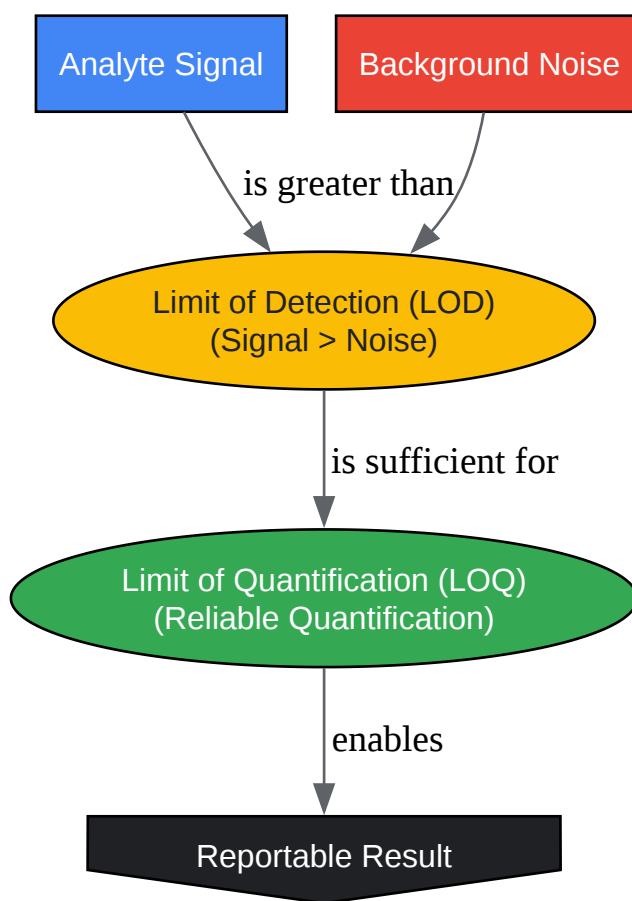 Analyte Signal
Background Noise
is greater than
Limit of Detection (LOD)
(Signal > Noise)
is sufficient for
Limit of Quantification (LOQ)
(Reliable Quantification)
enables
Reportable Result